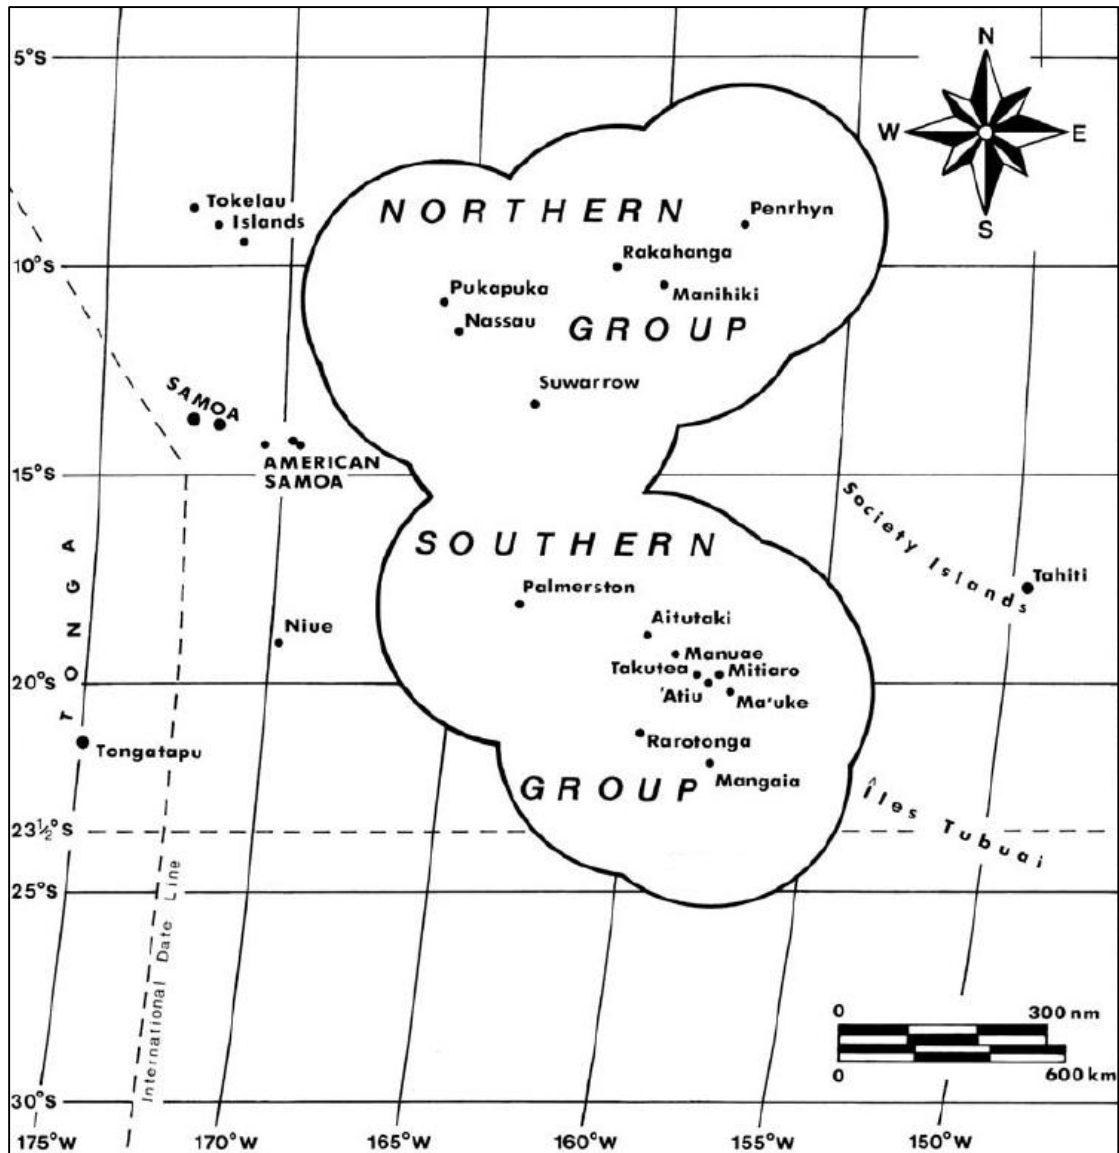 N
W E
S
5°S
Tokelau
Islands
NORTHERN
Penrhyn
Rakahanga
10°S
Pukapuka
Manihiki
Nassau
GROUP
Suwarrow
SAMOA
AMERICAN
SAMOA
15°S
Society Islands
SOUTHERN
TONGA
Palmerston
Tahiti
Aitutaki
Niue
Manuae
Takutea Mitiaro
20°S
'Atiu Ma'uke
Rarotonga
Tongatapu
Mangaia
GROUP
Îles Tubuai
23½°S
25°S
International Date Line
0 300 nm
0 600 km
30°S
175°W 170°W 165°W 160°W 155°W 150°W